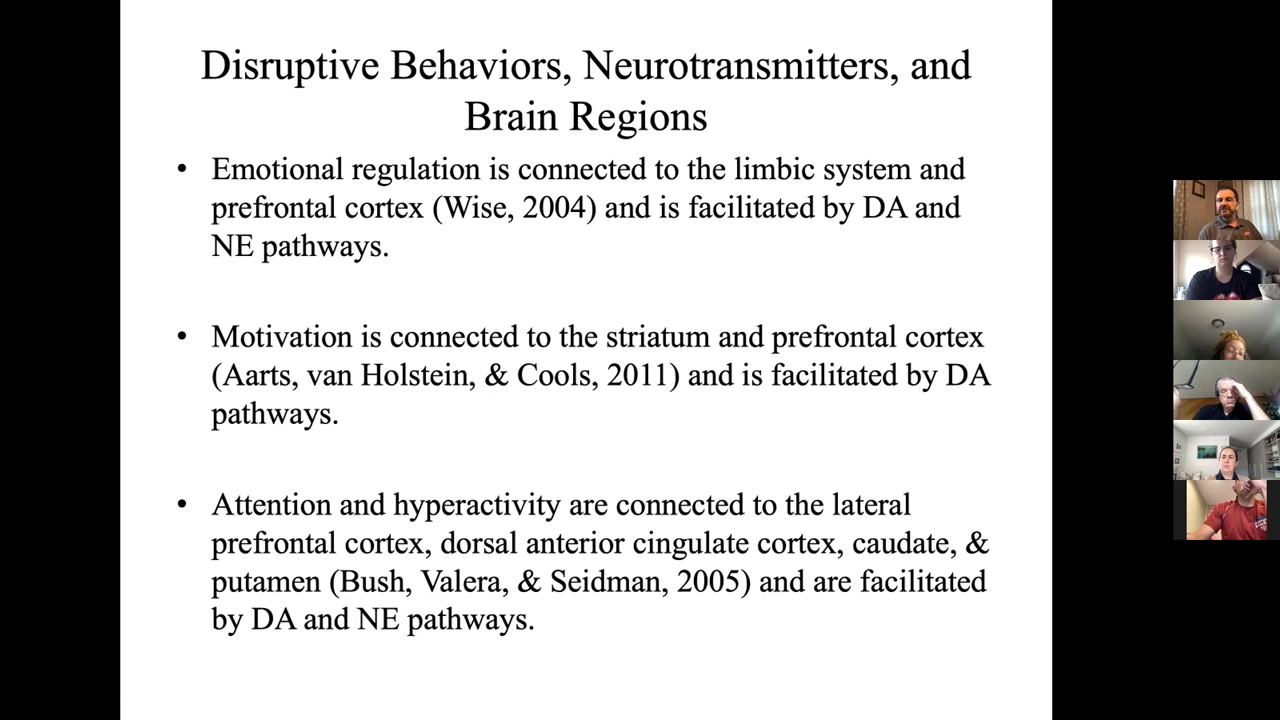 Disruptive Behaviors, Neurotransmitters, and
Brain Regions
• Emotional regulation is connected to the limbic system and
prefrontal cortex (Wise, 2004) and is facilitated by DA and
NE pathways.
• Motivation is connected to the striatum and prefrontal cortex
(Aarts, van Holstein, & Cools, 2011) and is facilitated by DA
pathways.
• Attention and hyperactivity are connected to the lateral
prefrontal cortex, dorsal anterior cingulate cortex, caudate, &
putamen (Bush, Valera, & Seidman, 2005) and are facilitated
by DA and NE pathways.